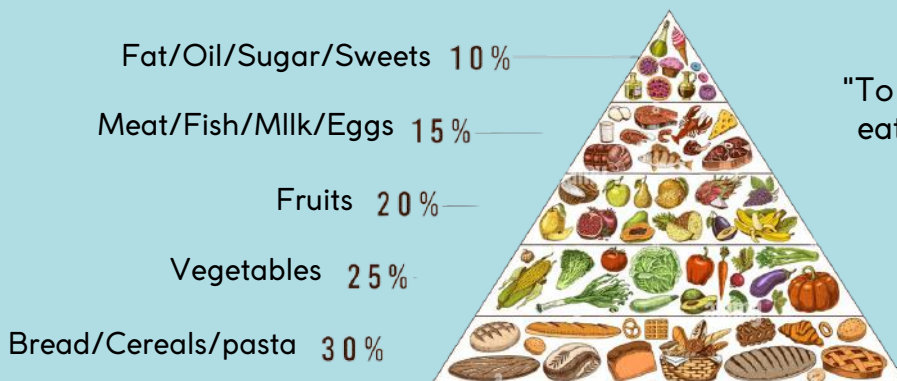 Fat/Oil/Sugar/Sweets 10%
"To
Meat/Fish/MIlk/Eggs 15%
eat
Fruits 20%
Vegetables 25%
Bread/Cereals/pasta 30%